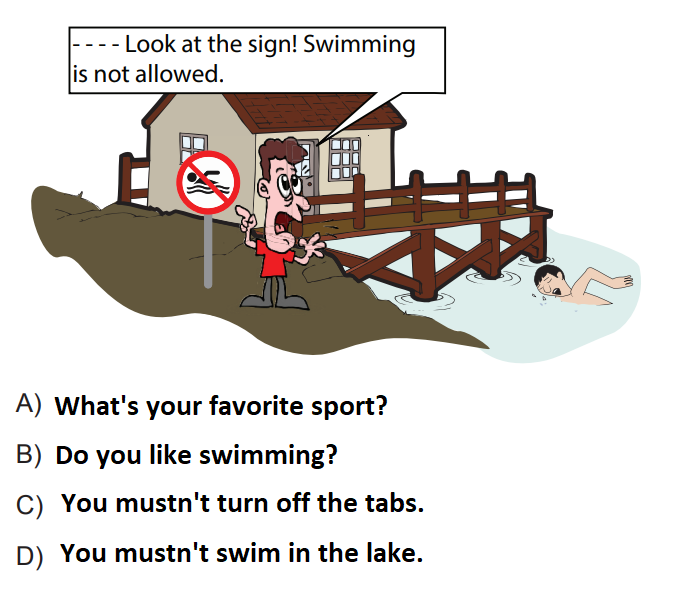 ---- Look at the sign! Swimming
is not allowed.
A) What's your favorite sport?
B) Do you like swimming?
C) You mustn't turn off the tabs.
D) You mustn't swim in the lake.